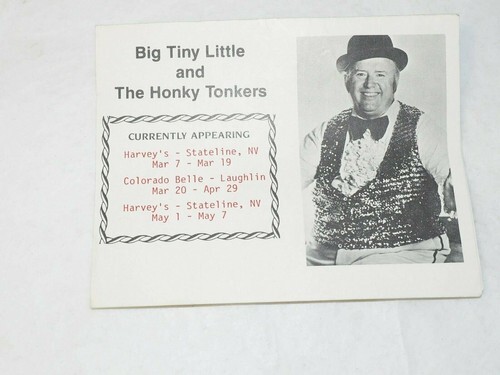 Big Tiny Little
and
The Honky Tonkers
CURRENTLY APPEARING
Harvey's - Stateline, NV
Mar 7 - Mar 19
Colorado Belle - Laughlin
Mar 20 - Apr 29
Harvey's - Stateline, NV
May 1 - May 7